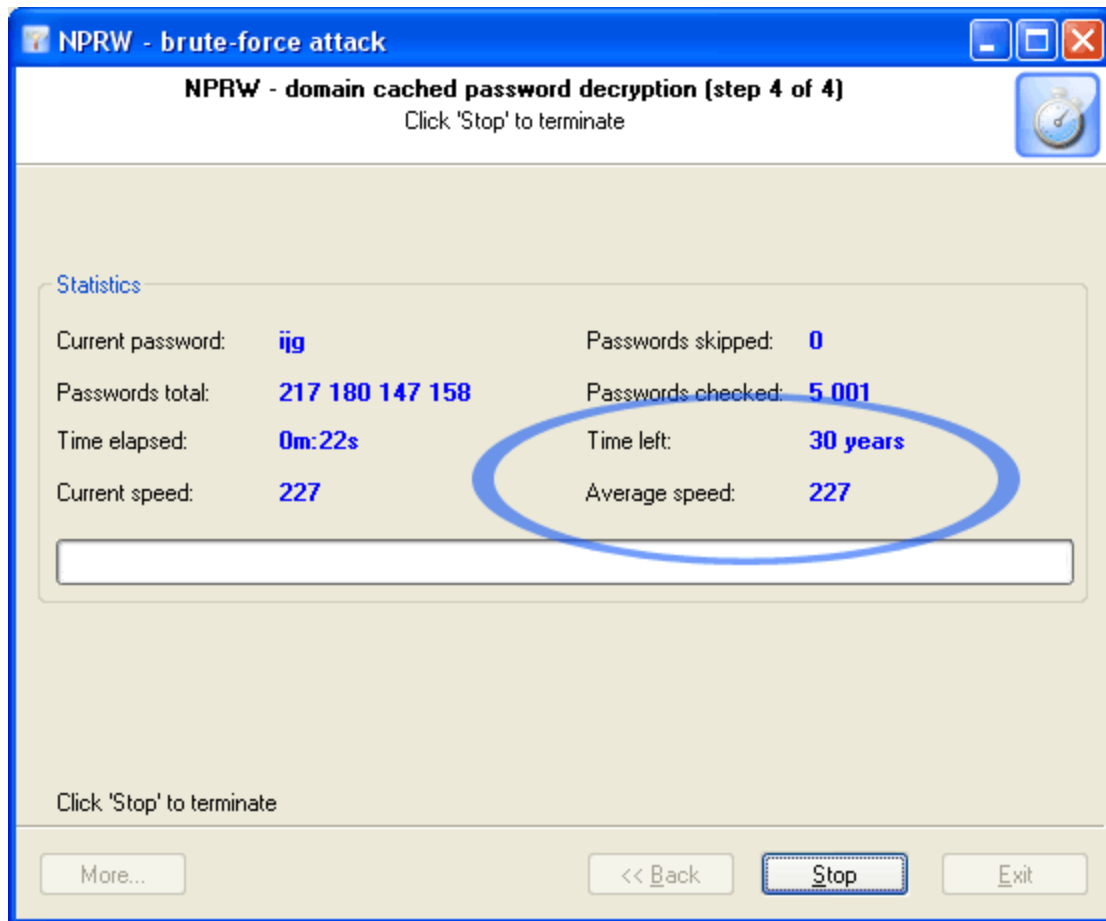 NPRW - brute-force attack
NPRW - domain cached password decryption (step 4 of 4)
Click 'Stop' to terminate
Statistics
Current password: ijg Passwords skipped: 0
Passwords total: 217 180 147 158 Passwords checked: 5 001
Time elapsed: 0m:22s Time left: 30 years
Current speed: 227 Average speed: 227
Click 'Stop' to terminate
More... << Back Stop Exit